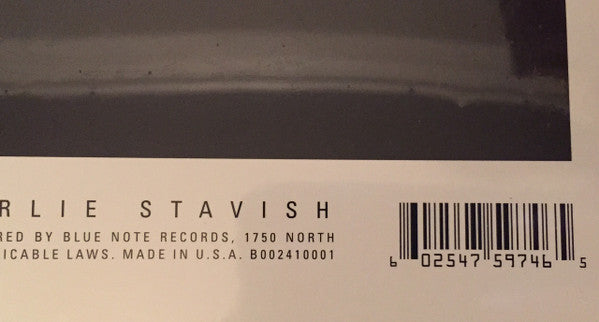 RLIE STAVISH
RED BY BLUE NOTE RECORDS, 1750 NORTH
ICABLE LAWS. MADE IN U.S.A. B002410001
6 02547 59746 5